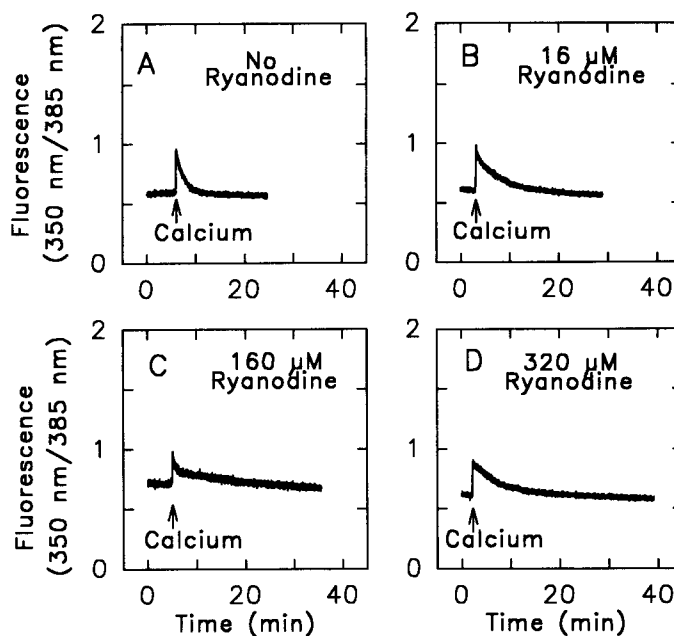 A
No
Ryanodine
Calcium
B
16 µM
Ryanodine
Calcium
Fluorescence
(350 nm/385 nm)
2
1
0
0 20 40
2
1
0
0 20 40
C
160 µM
Ryanodine
Calcium
D
320 µM
Ryanodine
Calcium
Fluorescence
(350 nm/385 nm)
2
1
0
0 20 40
2
1
0
0 20 40
Time (min)
Time (min)